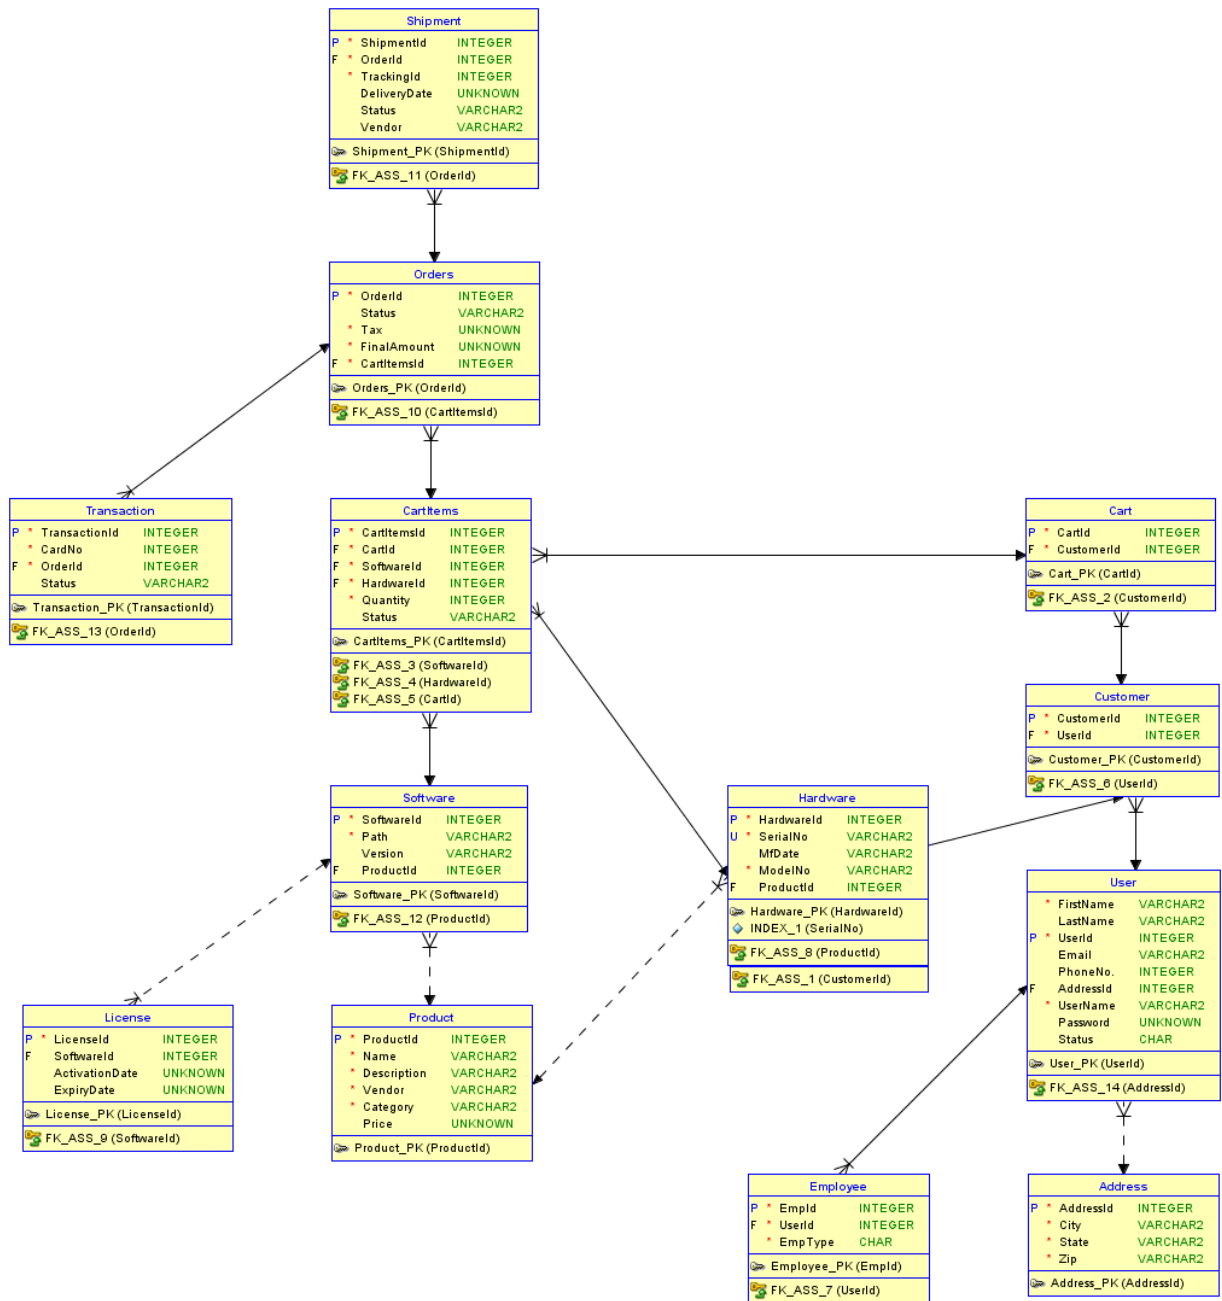 Shipment
P * ShipmentId INTEGER
F * OrderId INTEGER
* TrackingId INTEGER
DeliveryDate UNKNOWN
Status VARCHAR2
Vendor VARCHAR2
Shipment_PK (ShipmentId)
FK_ASS_11 (OrderId)
Orders
P * OrderId INTEGER
Status VARCHAR2
* Tax UNKNOWN
* FinalAmount UNKNOWN
F * CartItemsId INTEGER
Orders_PK (OrderId)
FK_ASS_10 (CartItemsId)
Transaction
P * TransactionId INTEGER
* CardNo INTEGER
F * OrderId INTEGER
Status VARCHAR2
Transaction_PK (TransactionId)
FK_ASS_13 (OrderId)
CartItems
P * CartItemsId INTEGER
F * CartId INTEGER
F * SoftwareId INTEGER
F * HardwareId INTEGER
* Quantity INTEGER
Status VARCHAR2
CartItems_PK (CartItemsId)
FK_ASS_3 (SoftwareId)
FK_ASS_4 (HardwareId)
FK_ASS_5 (CartId)
Cart
P * CartId INTEGER
F * CustomerId INTEGER
Cart_PK (CartId)
FK_ASS_2 (CustomerId)
Customer
P * CustomerId INTEGER
F * UserId INTEGER
Customer_PK (CustomerId)
FK_ASS_6 (UserId)
Software
P * SoftwareId INTEGER
* Path VARCHAR2
Version VARCHAR2
F ProductId INTEGER
Software_PK (SoftwareId)
FK_ASS_12 (ProductId)
Hardware
P * HardwareId INTEGER
U * SerialNo VARCHAR2
MfDate VARCHAR2
* ModelNo VARCHAR2
F ProductId INTEGER
Hardware_PK (HardwareId)
INDEX_1 (SerialNo)
FK_ASS_8 (ProductId)
FK_ASS_1 (CustomerId)
User
* FirstName VARCHAR2
LastName VARCHAR2
P * UserId INTEGER
Email VARCHAR2
PhoneNo. INTEGER
F AddressId INTEGER
* UserName VARCHAR2
Password UNKNOWN
Status CHAR
User_PK (UserId)
FK_ASS_14 (AddressId)
License
P * LicenseId INTEGER
F SoftwareId INTEGER
ActivationDate UNKNOWN
ExpiryDate UNKNOWN
License_PK (LicenseId)
FK_ASS_9 (SoftwareId)
Product
P * ProductId INTEGER
* Name VARCHAR2
* Description VARCHAR2
* Vendor VARCHAR2
* Category VARCHAR2
Price UNKNOWN
Product_PK (ProductId)
Employee
P * EmpId INTEGER
F * UserId INTEGER
* EmpType CHAR
Employee_PK (EmpId)
FK_ASS_7 (UserId)
Address
P * AddressId INTEGER
* City VARCHAR2
* State VARCHAR2
* Zip VARCHAR2
Address_PK (AddressId)